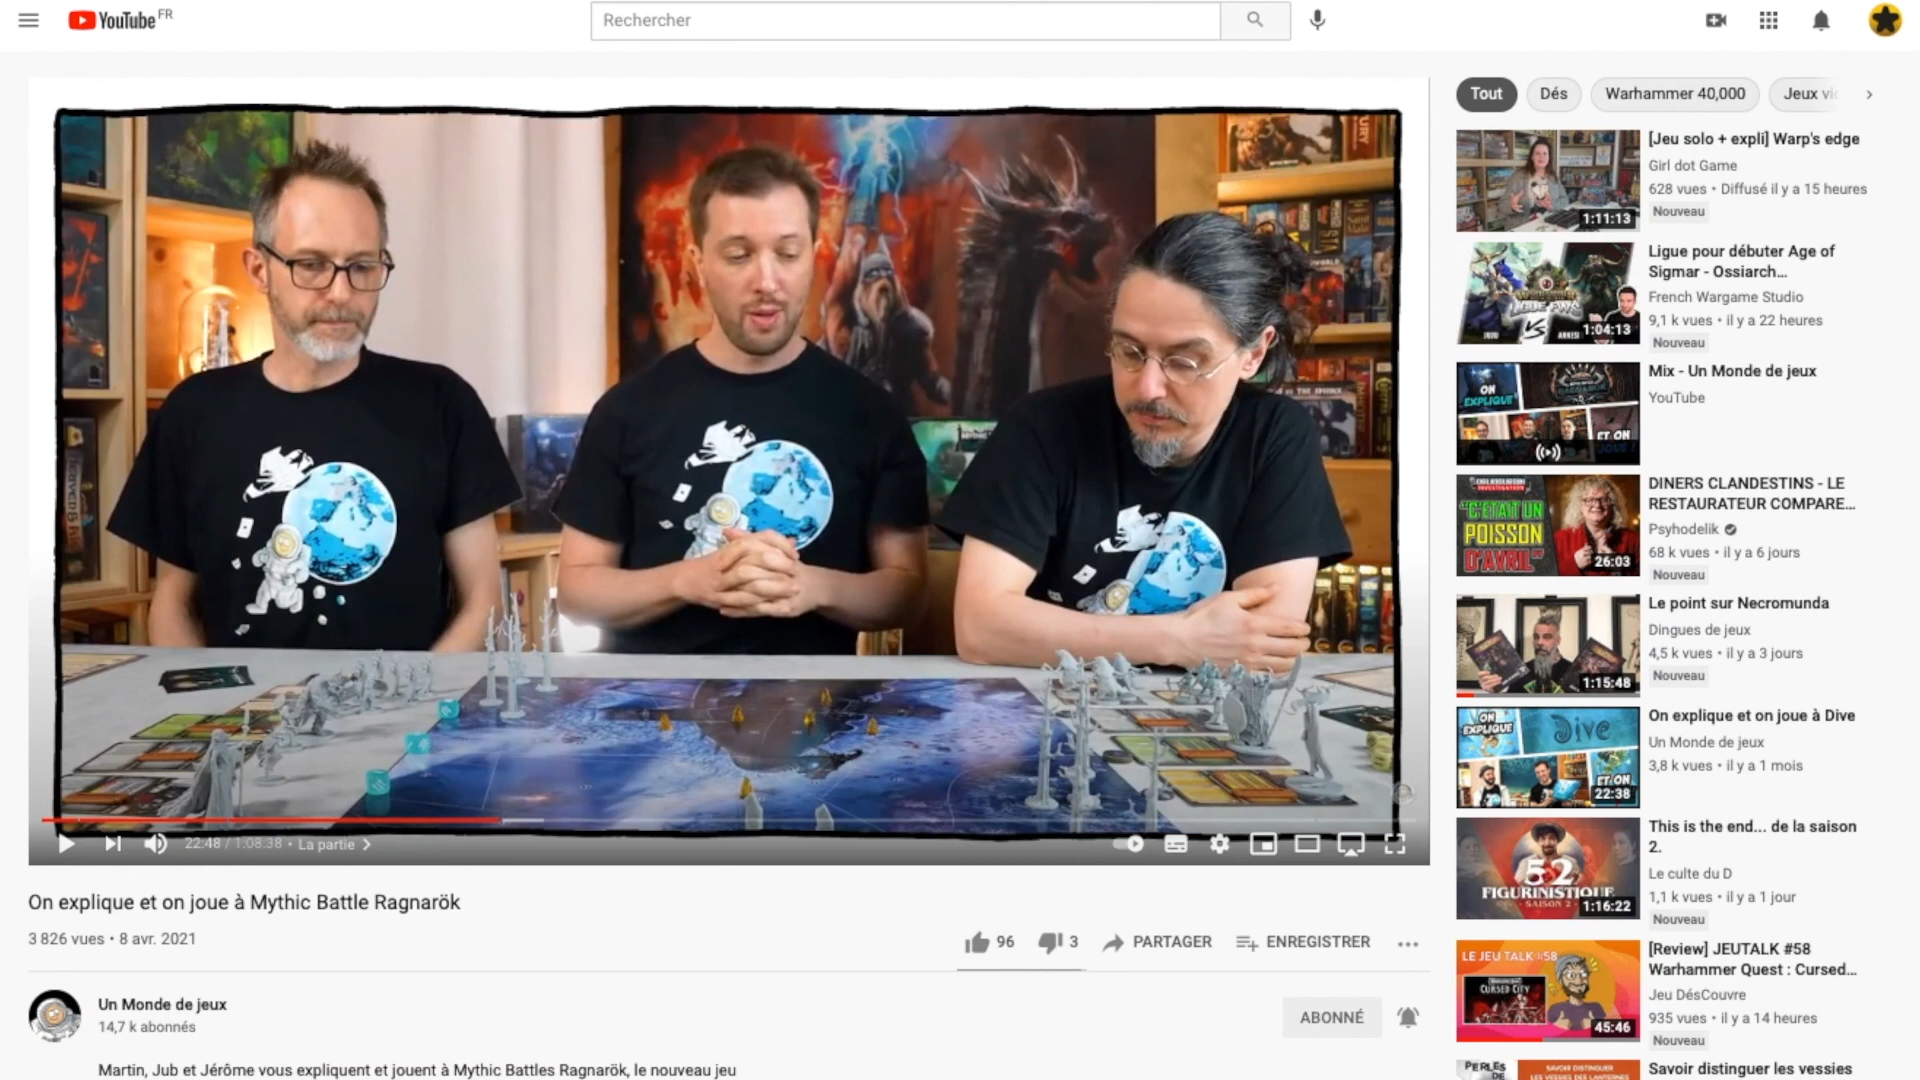 YouTube FR
Rechercher
Tout
Dés
Warhammer 40,000
Jeux vi
22:48 / 1:08:38 • La partie
On explique et on joue à Mythic Battle Ragnarök
3 826 vues • 8 avr. 2021
96
3
PARTAGER
ENREGISTRER
Un Monde de jeux
14,7 k abonnés
ABONNÉ
Martin, Jub et Jérôme vous expliquent et jouent à Mythic Battles Ragnarök, le nouveau jeu
1:11:13
[Jeu solo + expli] Warp's edge
Girl dot Game
628 vues • Diffusé il y a 15 heures
Nouveau
VS
1:04:13
Ligue pour débuter Age of
Sigmar - Ossiarch...
French Wargame Studio
9,1 k vues • il y a 22 heures
Nouveau
ON
EXPLIQUE
ET ON
Mix - Un Monde de jeux
YouTube
"C'ÉTAIT UN
POISSON
D'AVRIL"
26:03
DINERS CLANDESTINS - LE
RESTAURATEUR COMPARE...
Psyhodelik
68 k vues • il y a 6 jours
Nouveau
1:15:48
Le point sur Necromunda
Dingues de jeux
4,5 k vues • il y a 3 jours
Nouveau
ON
EXPLIQUE
Dive
ET ON
22:38
On explique et on joue à Dive
Un Monde de jeux
3,8 k vues • il y a 1 mois
52
FIGURINISTIQUE
- SAISON 2 -
1:16:22
This is the end... de la saison
2.
Le culte du D
1,1 k vues • il y a 1 jour
Nouveau
LE JEU TALK #58
CURSED CITY
45:46
[Review] JEUTALK #58
Warhammer Quest : Cursed...
Jeu DésCouvre
935 vues • il y a 14 heures
Nouveau
PERLES
DE
SAVOIR DISTINGUER
LES VESSIES DES LANTERNES
Savoir distinguer les vessies